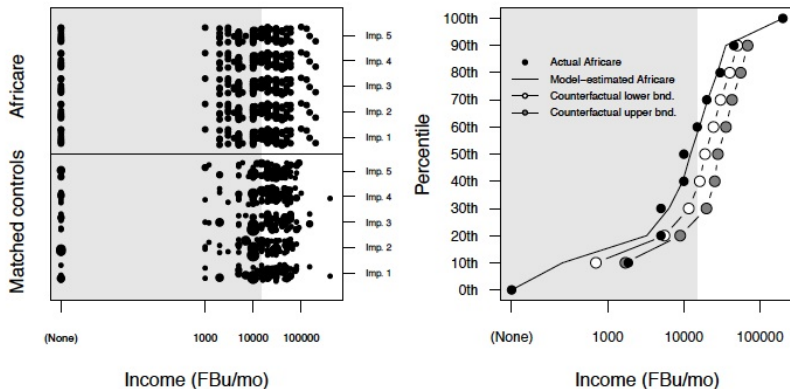 Africare
Matched controls
Imp. 5
Imp. 4
Imp. 3
Imp. 2
Imp. 1
Imp. 5
Imp. 4
Imp. 3
Imp. 2
Imp. 1
(None) 1000 10000 100000
Income (FBu/mo)
Percentile
100th
90th
80th
70th
60th
50th
40th
30th
20th
10th
0th
Actual Africare
Model−estimated Africare
Counterfactual lower bnd.
Counterfactual upper bnd.
(None) 1000 10000 100000
Income (FBu/mo)